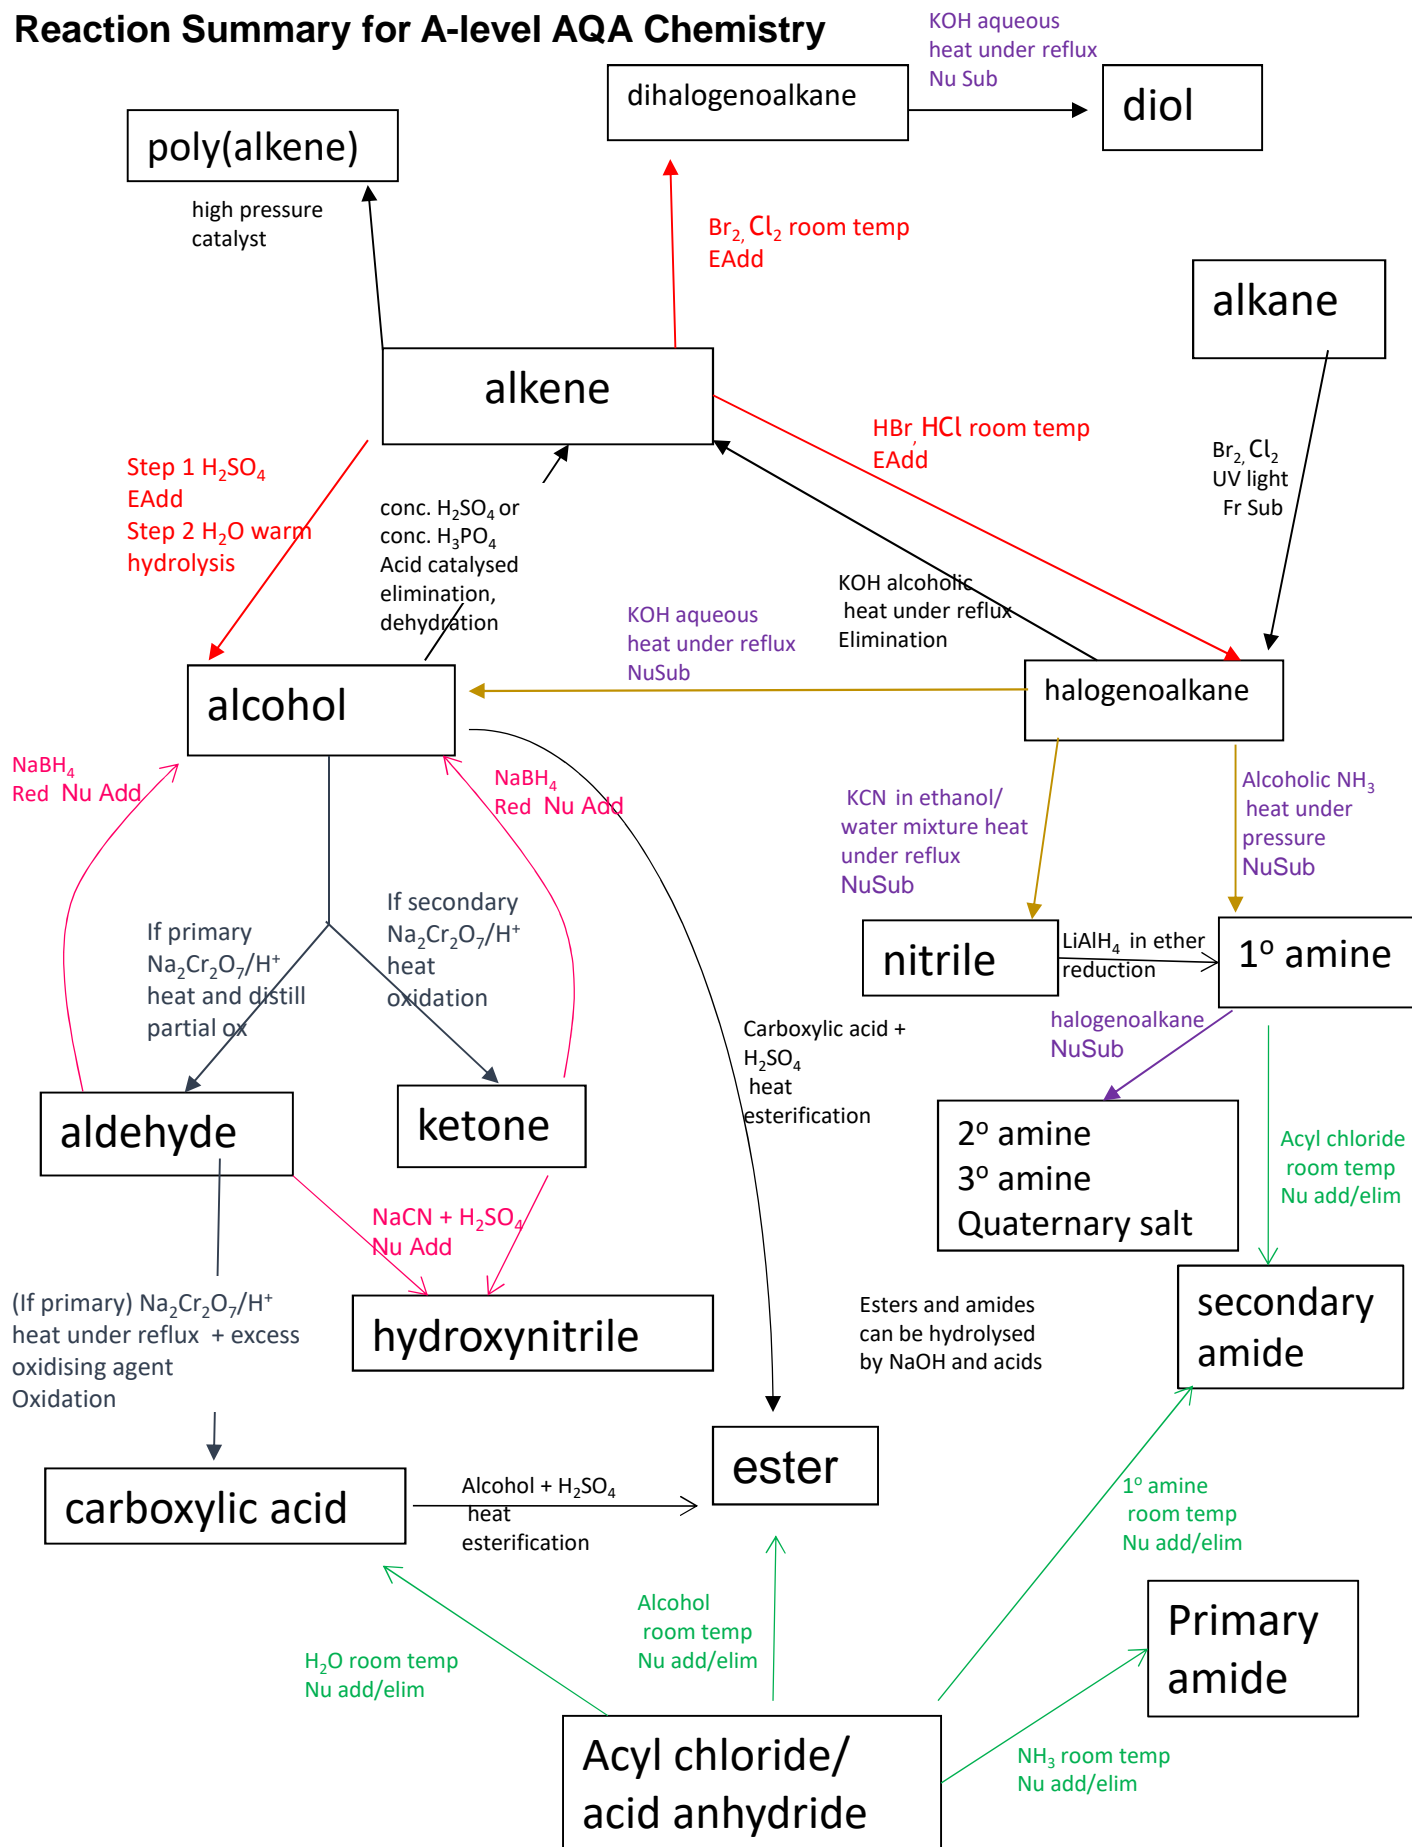 Reaction Summary for A-level AQA Chemistry
KOH aqueous
heat under reflux
Nu Sub
dihalogenoalkane
diol
poly(alkene)
high pressure
catalyst
Br₂, Cl₂ room temp
EAdd
alkane
alkene
HBr, HCl room temp
EAdd
Br₂, Cl₂
UV light
Fr Sub
Step 1 H₂SO₄
EAdd
Step 2 H₂O warm
hydrolysis
conc. H₂SO₄ or
conc. H₃PO₄
Acid catalysed
elimination,
dehydration
KOH alcoholic
heat under reflux
Elimination
KOH aqueous
heat under reflux
NuSub
alcohol
halogenoalkane
NaBH₄
Red Nu Add
NaBH₄
Red Nu Add
KCN in ethanol/
water mixture heat
under reflux
NuSub
Alcoholic NH₃
heat under
pressure
NuSub
If primary
Na₂Cr₂O₇/H⁺
heat and distill
partial ox
If secondary
Na₂Cr₂O₇/H⁺
heat
oxidation
nitrile
LiAlH₄ in ether
reduction
1º amine
halogenoalkane
NuSub
Carboxylic acid +
H₂SO₄
heat
esterification
aldehyde
ketone
2º amine
3º amine
Quaternary salt
Acyl chloride
room temp
Nu add/elim
NaCN + H₂SO₄
Nu Add
(If primary) Na₂Cr₂O₇/H⁺
heat under reflux + excess
oxidising agent
Oxidation
hydroxynitrile
Esters and amides
can be hydrolysed
by NaOH and acids
secondary
amide
carboxylic acid
Alcohol + H₂SO₄
heat
esterification
ester
1º amine
room temp
Nu add/elim
Alcohol
room temp
Nu add/elim
H₂O room temp
Nu add/elim
Primary
amide
Acyl chloride/
acid anhydride
NH₃ room temp
Nu add/elim